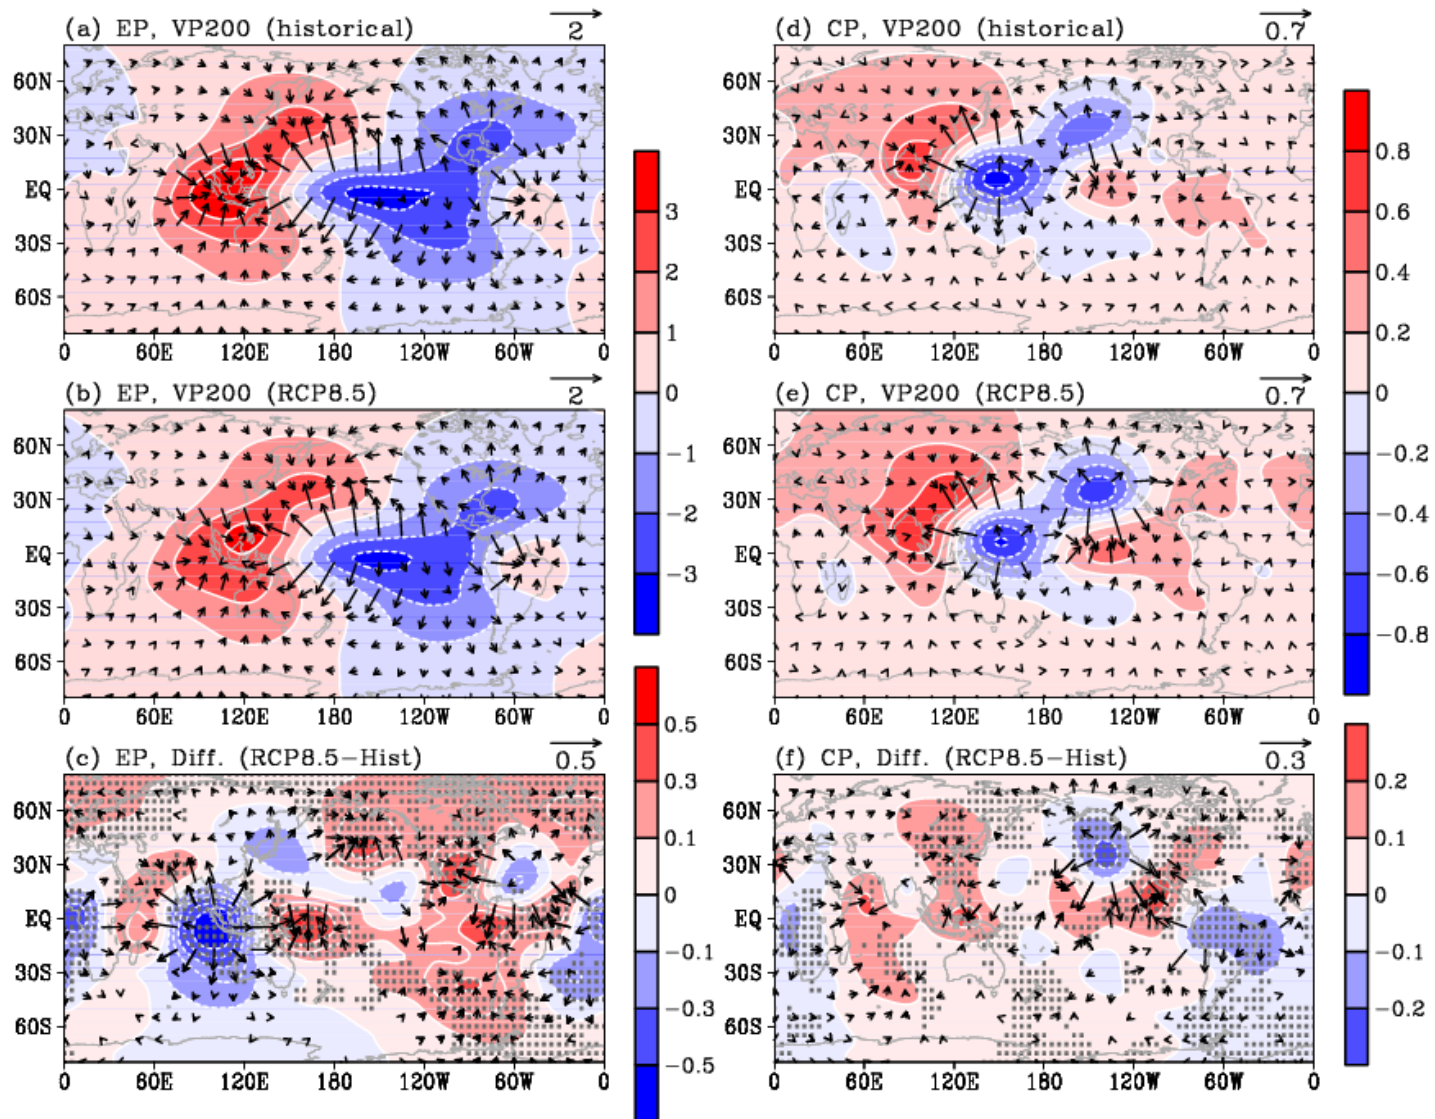 (a) EP, VP200 (historical)
2
60N
30N
EQ
30S
60S
0 60E 120E 180 120W 60W 0
(b) EP, VP200 (RCP8.5)
2
60N
30N
EQ
30S
60S
0 60E 120E 180 120W 60W 0
(c) EP, Diff. (RCP8.5−Hist)
0.5
60N
30N
EQ
30S
60S
0 60E 120E 180 120W 60W 0
3
2
1
0
−1
−2
−3
0.5
0.3
0.1
0
−0.1
−0.3
−0.5
(d) CP, VP200 (historical)
0.7
60N
30N
EQ
30S
60S
0 60E 120E 180 120W 60W 0
(e) CP, VP200 (RCP8.5)
0.7
60N
30N
EQ
30S
60S
0 60E 120E 180 120W 60W 0
(f) CP, Diff. (RCP8.5−Hist)
0.3
60N
30N
EQ
30S
60S
0 60E 120E 180 120W 60W 0
0.8
0.6
0.4
0.2
0
−0.2
−0.4
−0.6
−0.8
0.2
0.1
0
−0.1
−0.2